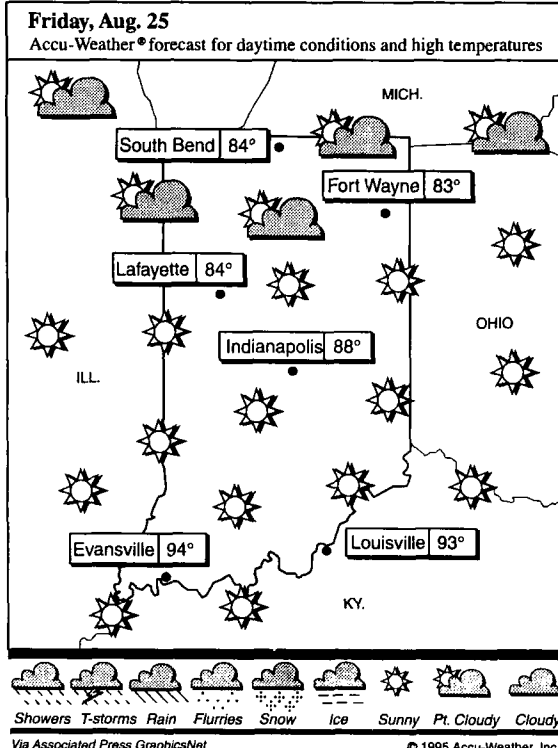 Friday, Aug. 25
Accu-Weather® forecast for daytime conditions and high temperatures
MICH.
South Bend 84°
Fort Wayne 83°
Lafayette 84°
OHIO
Indianapolis 88°
ILL.
Evansville 94°
Louisville 93°
KY.
Showers T-storms Rain Flurries Snow Ice Sunny Pt. Cloudy Cloudy
Via Associated Press GraphicsNet © 1995 Accu-Weather, Inc.